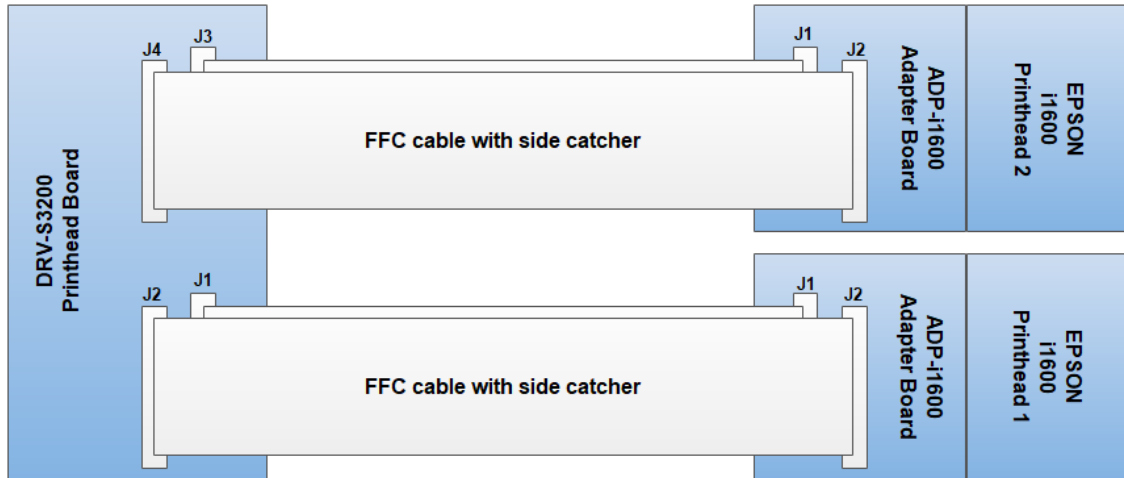 DRV-S3200
Printhead Board
J4
J3
FFC cable with side catcher
J1
J2
ADP-i1600
Adapter Board
EPSON
i1600
Printhead 2
J2
J1
FFC cable with side catcher
J1
J2
ADP-i1600
Adapter Board
EPSON
i1600
Printhead 1